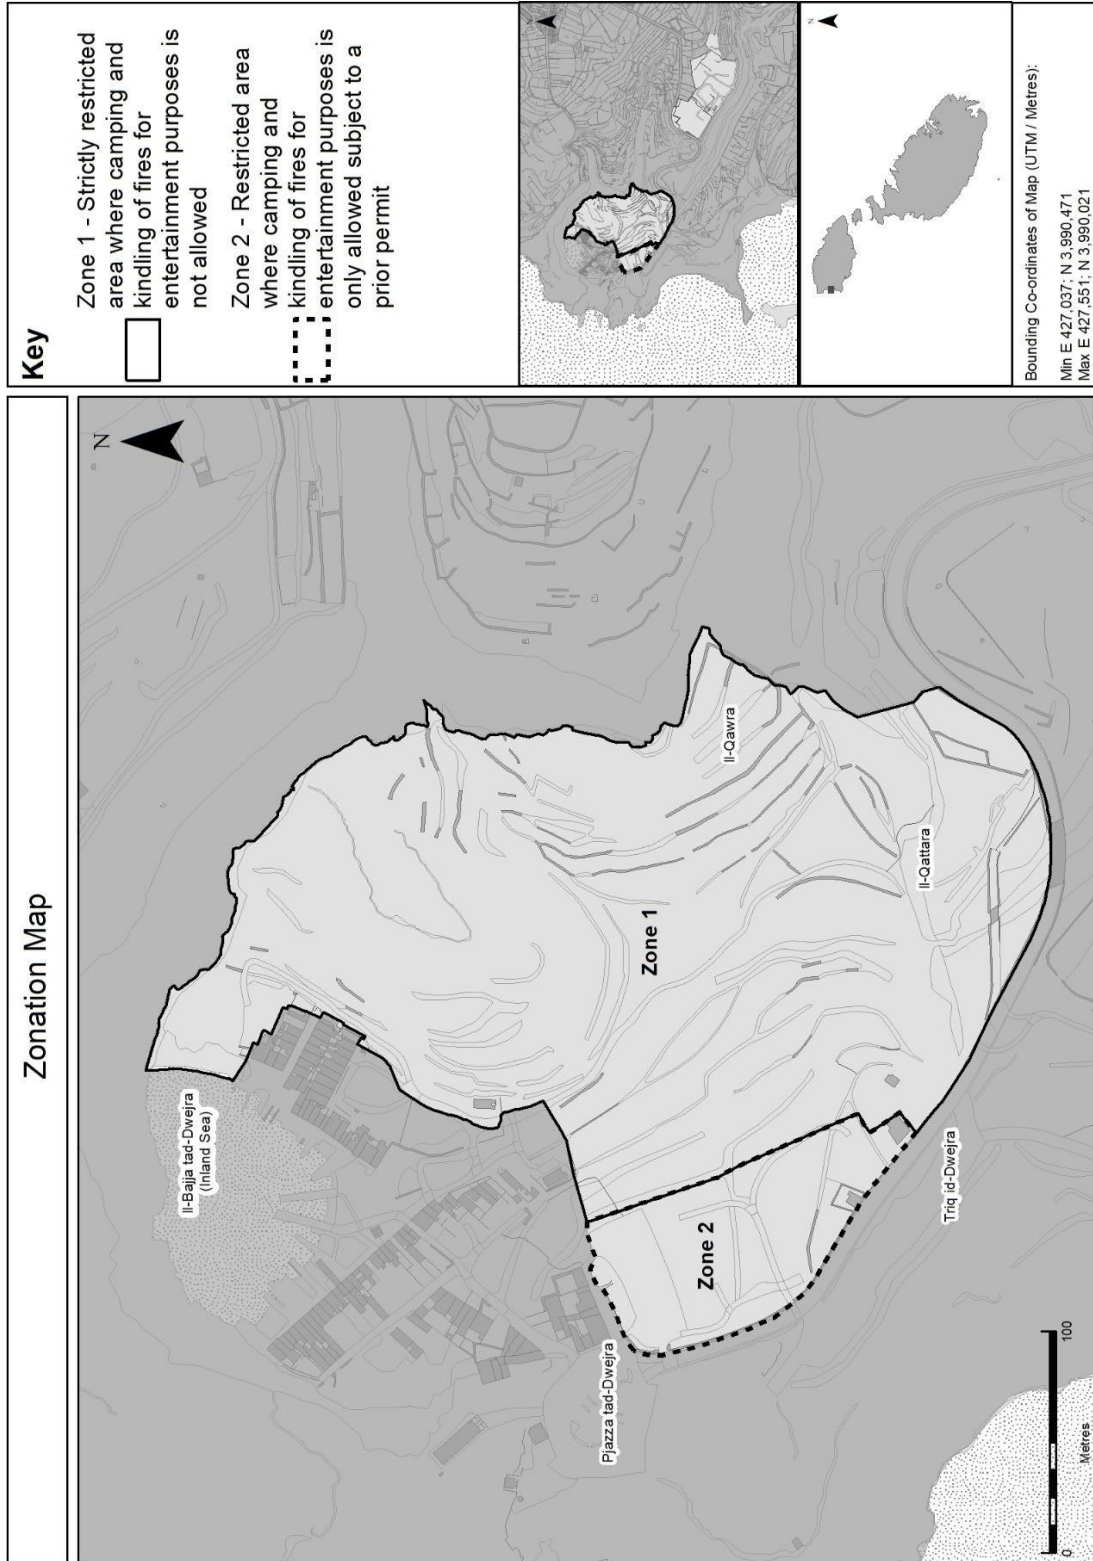 Zonation Map
N
Il-Bajja tad-Dwejra
(Inland Sea)
Pjazza tad-Dwejra
Zone 2
Zone 1
Il-Qawra
Il-Qattara
Triq id-Dwejra
0
100
Metres
Key
Zone 1 - Strictly restricted
area where camping and
kindling of fires for
entertainment purposes is
not allowed
Zone 2 - Restricted area
where camping and
kindling of fires for
entertainment purposes is
only allowed subject to a
prior permit
N
N
Bounding Co-ordinates of Map (UTM / Metres):
Min E 427,037; N 3,990,471
Max E 427,551; N 3,990,021